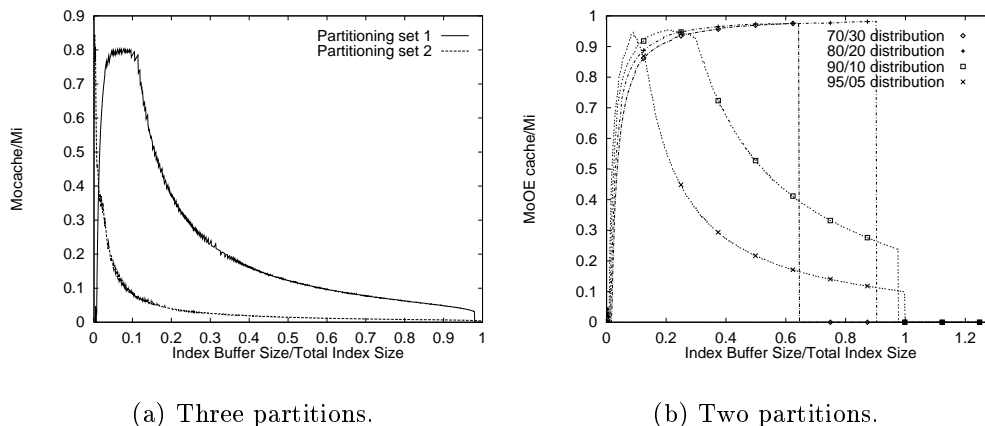 0.9
0.8
0.7
0.6
0.5
0.4
0.3
0.2
0.1
0
0 0.1 0.2 0.3 0.4 0.5 0.6 0.7 0.8 0.9 1
Mocache/Mi
Index Buffer Size/Total Index Size
Partitioning set 1
Partitioning set 2
(a) Three partitions.
1
0.9
0.8
0.7
0.6
0.5
0.4
0.3
0.2
0.1
0
0 0.2 0.4 0.6 0.8 1 1.2
MoOE cache/Mi
Index Buffer Size/Total Index Size
70/30 distribution
80/20 distribution
90/10 distribution
95/05 distribution
(b) Two partitions.